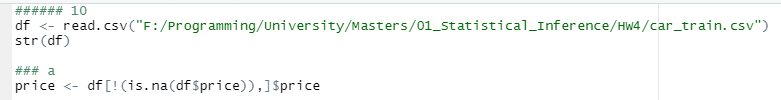 ###### 10
df <- read.csv("F:/Programming/University/Masters/01_Statistical_Inference/HW4/car_train.csv")
str(df)
### a
price <- df[!(is.na(df$price)),]$price